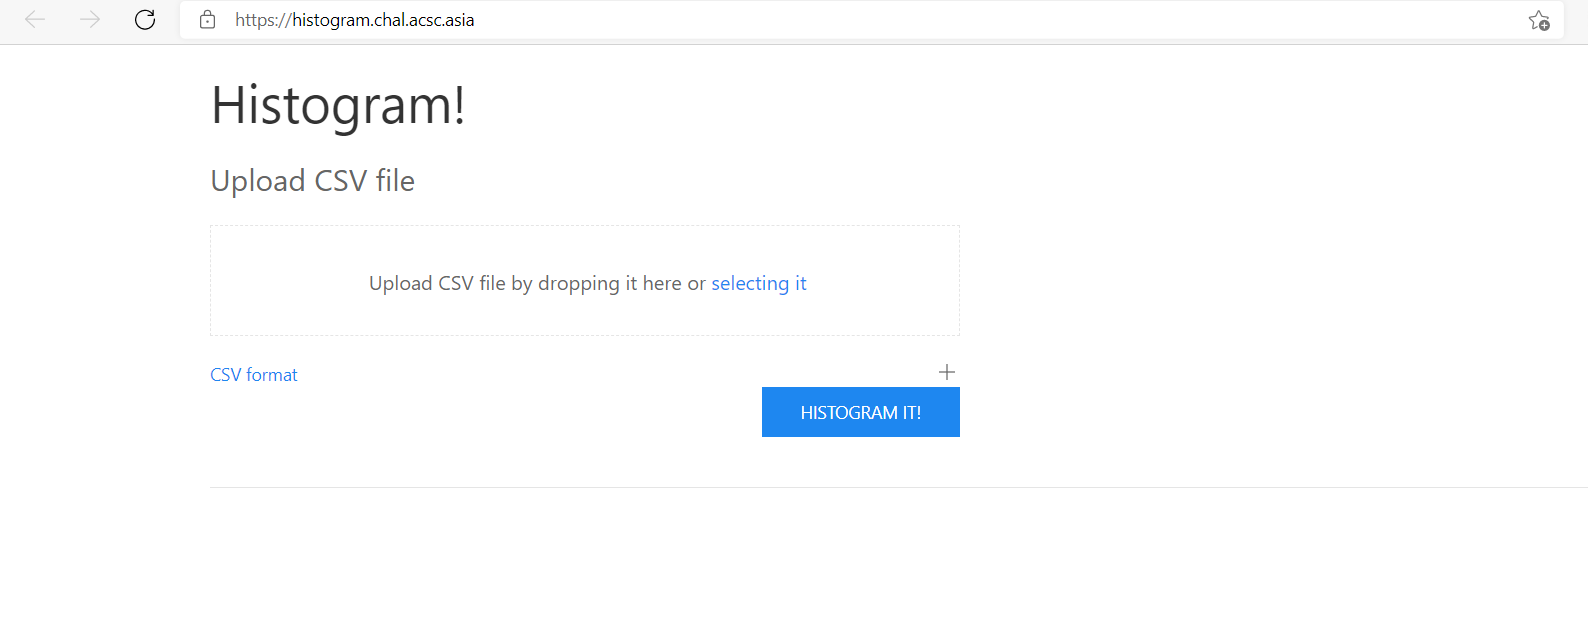 https://histogram.chal.acsc.asia
Histogram!
Upload CSV file
Upload CSV file by dropping it here or selecting it
CSV format
HISTOGRAM IT!